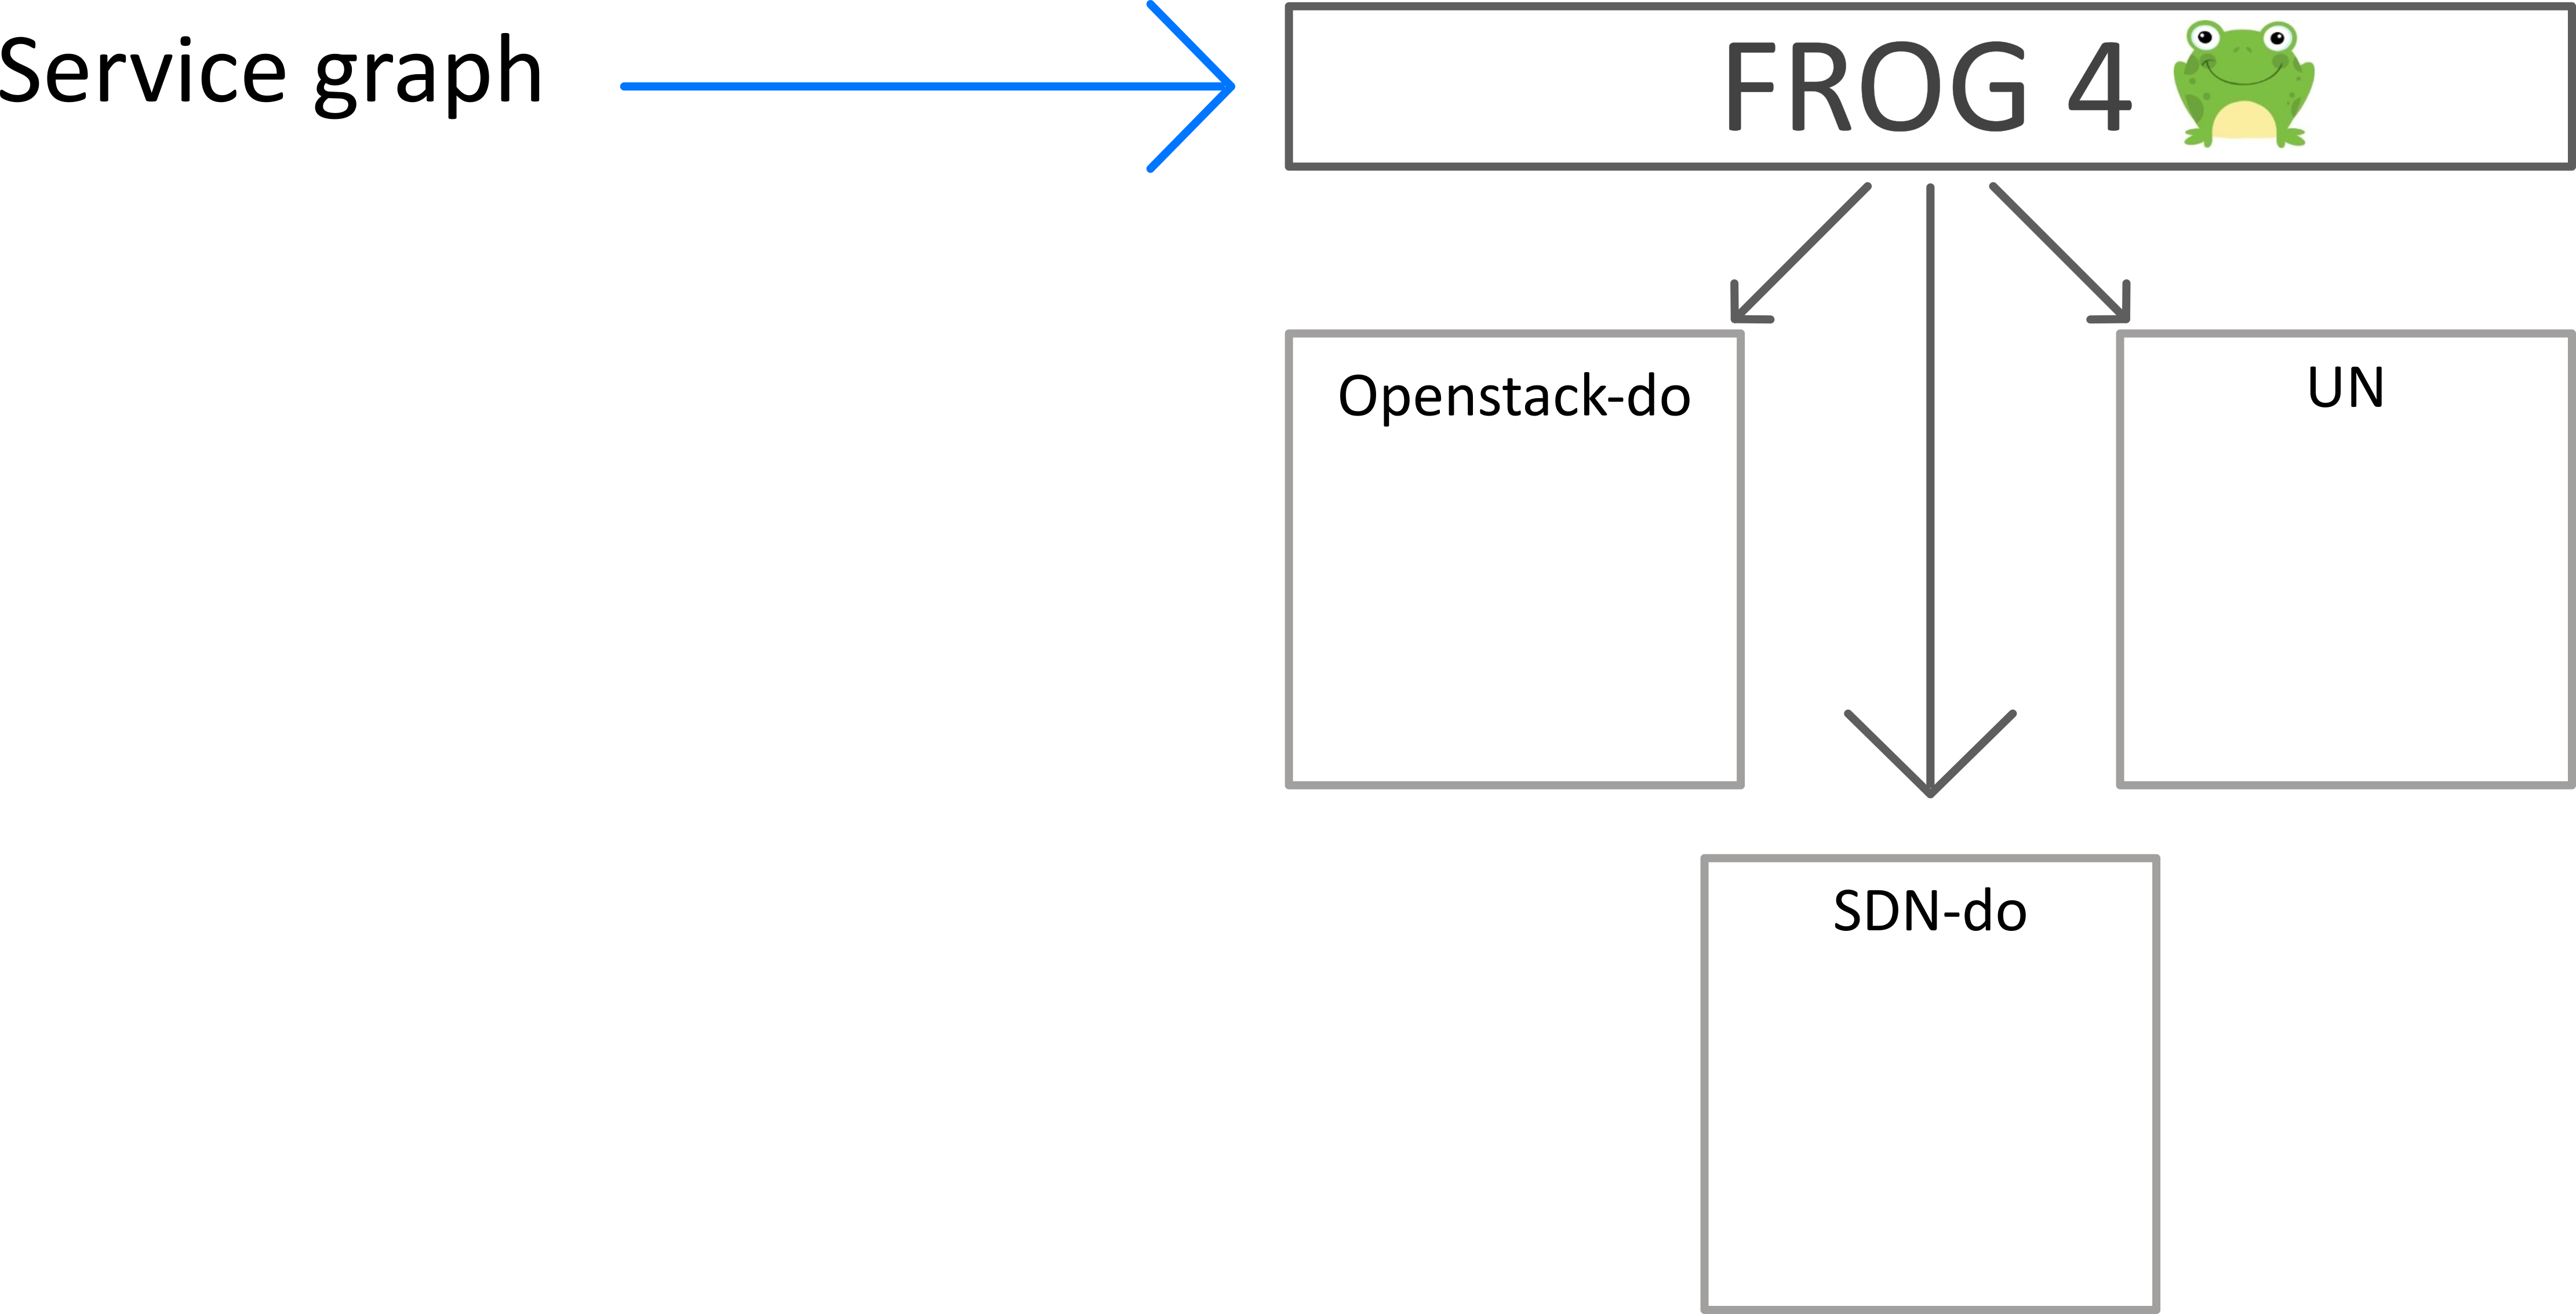 Service graph
FROG 4
Openstack-do
UN
SDN-do